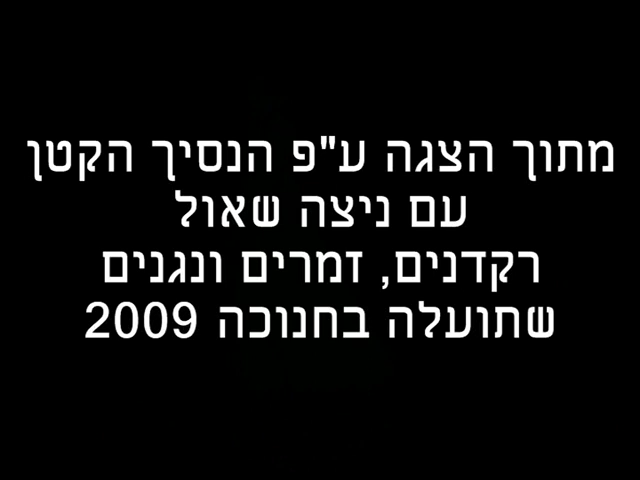 מתוך הצגה ע"פ הנסיך הקטן
עם ניצה שאול
רקדנים, זמרים ונגנים
שתועלה בחנוכה 2009